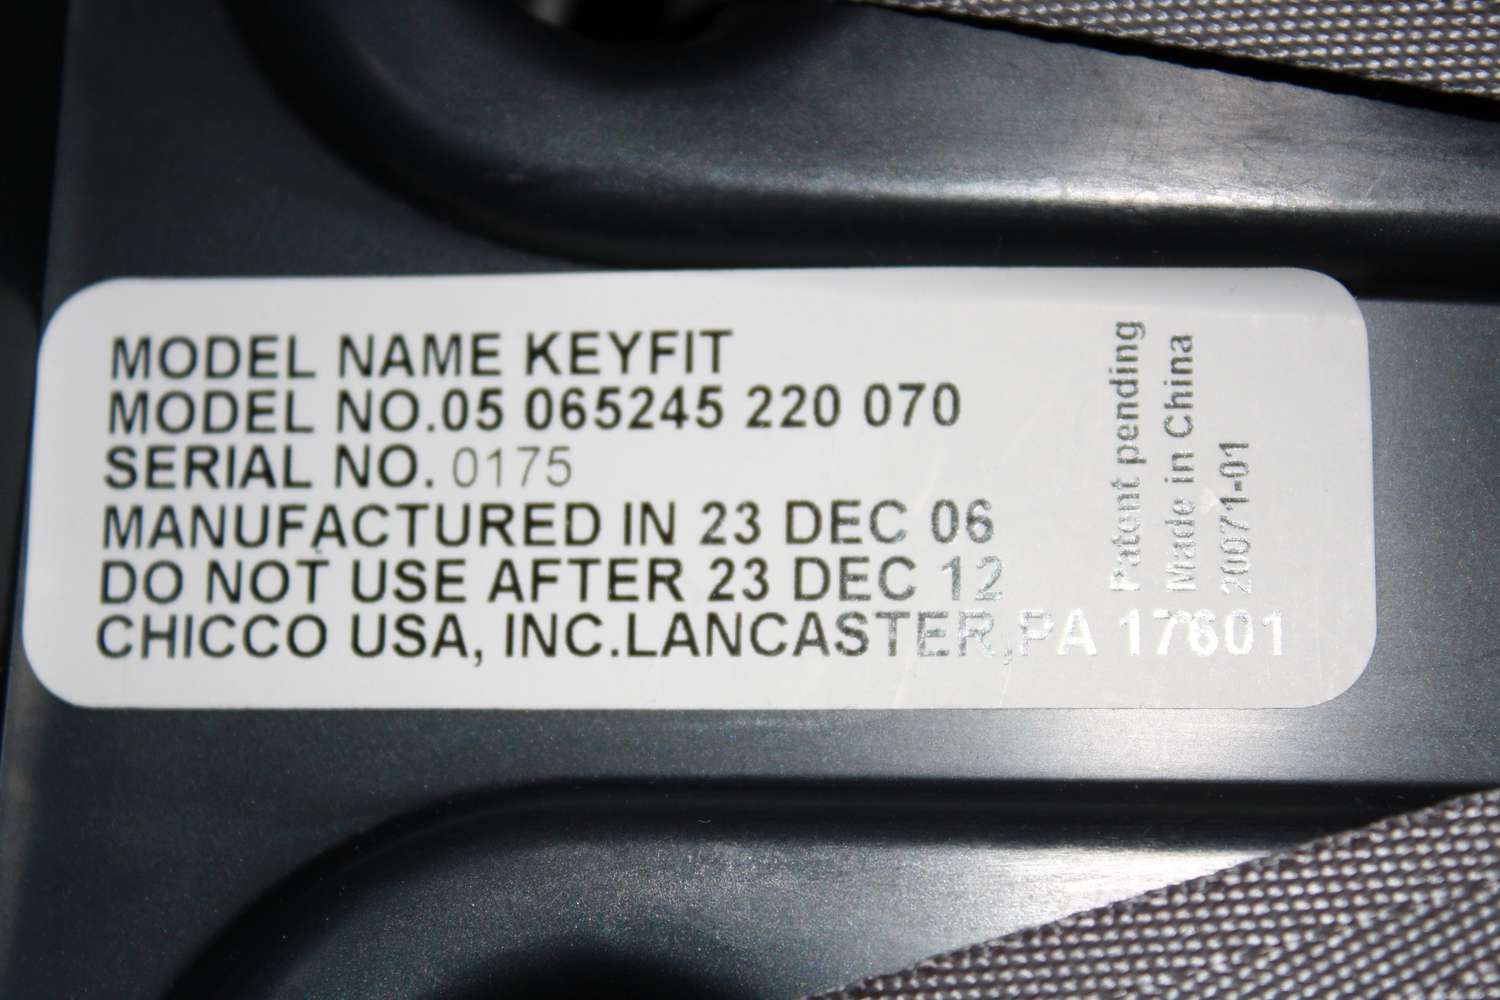 MODEL NAME KEYFIT
MODEL NO.05 065245 220 070
SERIAL NO. 0175
MANUFACTURED IN 23 DEC 06
DO NOT USE AFTER 23 DEC 12
CHICCO USA, INC.LANCASTER,PA 17601
Patent pending
Made in China
20071-01